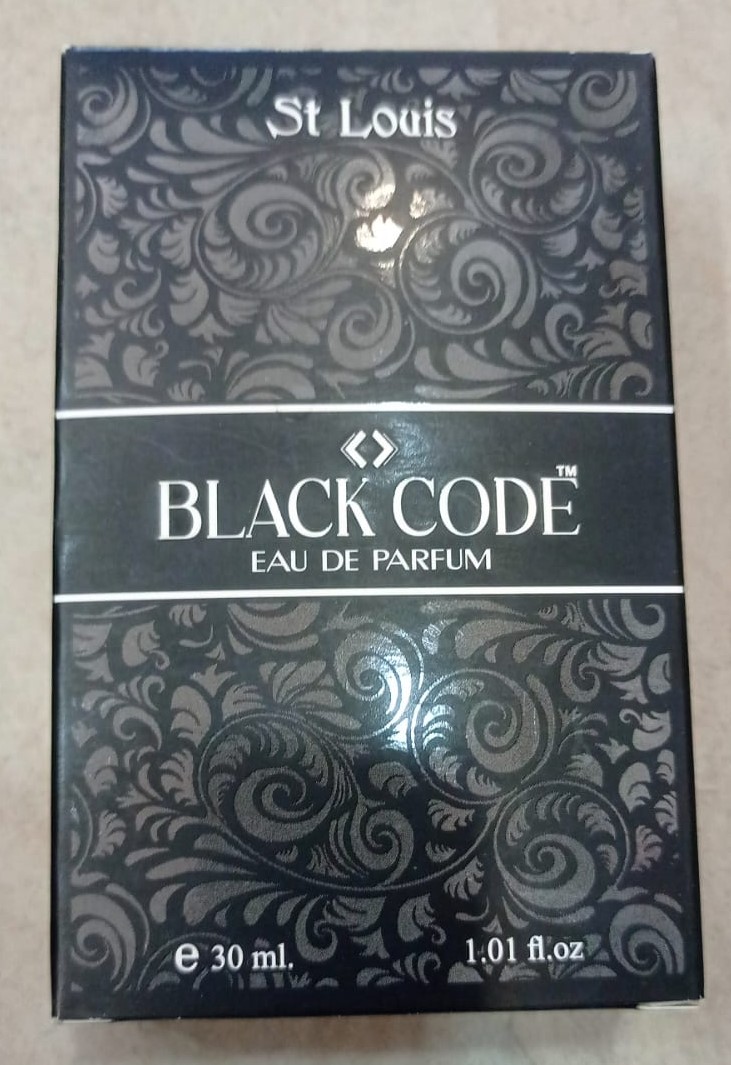 St Louis
BLACK CODE™
EAU DE PARFUM
e 30 ml. 1.01 fl.oz